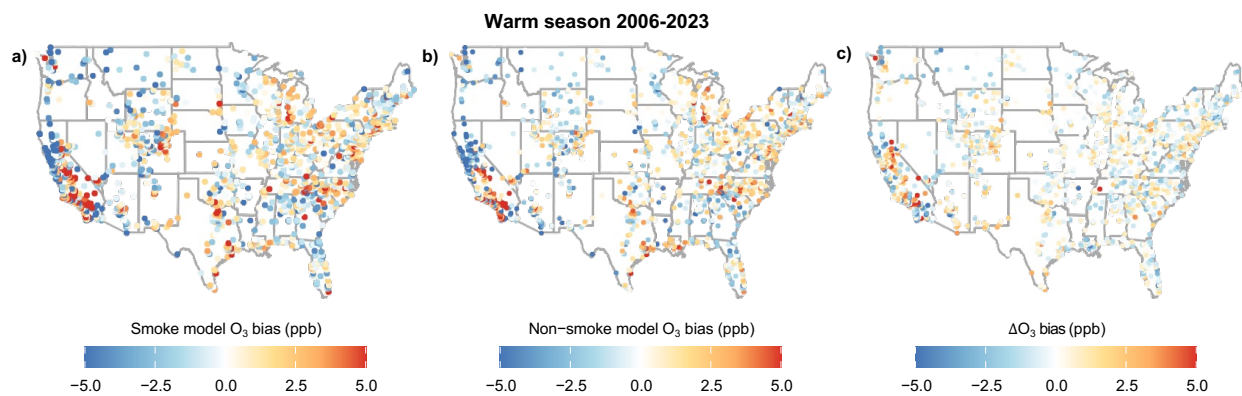 Warm season 2006-2023
a)
b)
c)
Smoke model O₃ bias (ppb)
−5.0 −2.5 0.0 2.5 5.0
Non−smoke model O₃ bias (ppb)
−5.0 −2.5 0.0 2.5 5.0
ΔO₃ bias (ppb)
−5.0 −2.5 0.0 2.5 5.0